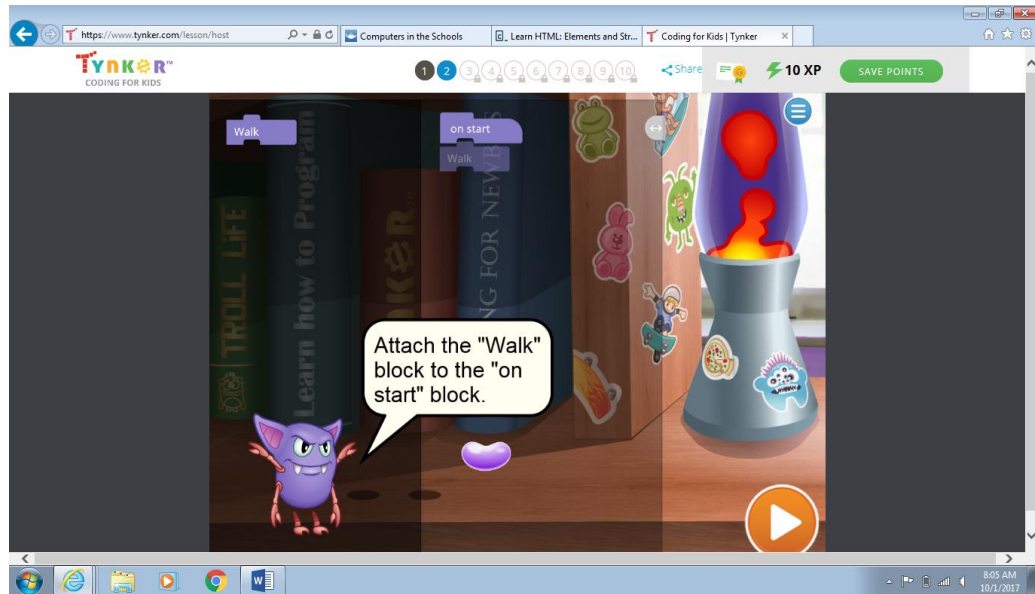 https://www.tynker.com/lesson/host
Computers in the Schools
Learn HTML: Elements and Str...
Coding for Kids | Tynker
TYNKER™
CODING FOR KIDS
1 2 3 4 5 6 7 8 9 10
Share
10 XP
SAVE POINTS
Walk
on start
Walk
TROLL LIFE
Learn how to Program
NG FOR NEWB S
Attach the "Walk"
block to the "on
start" block.
8:05 AM
10/1/2017